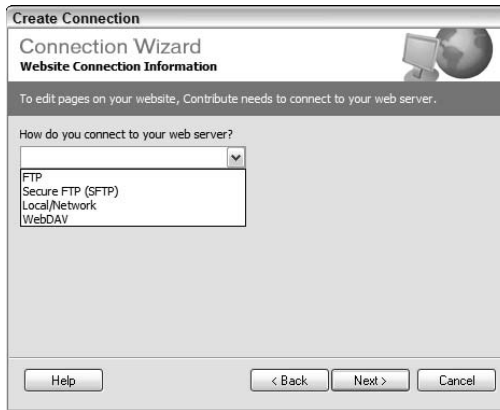 Create Connection
Connection Wizard
Website Connection Information
To edit pages on your website, Contribute needs to connect to your web server.
How do you connect to your web server?
FTP
Secure FTP (SFTP)
Local/Network
WebDAV
Help
< Back
Next >
Cancel